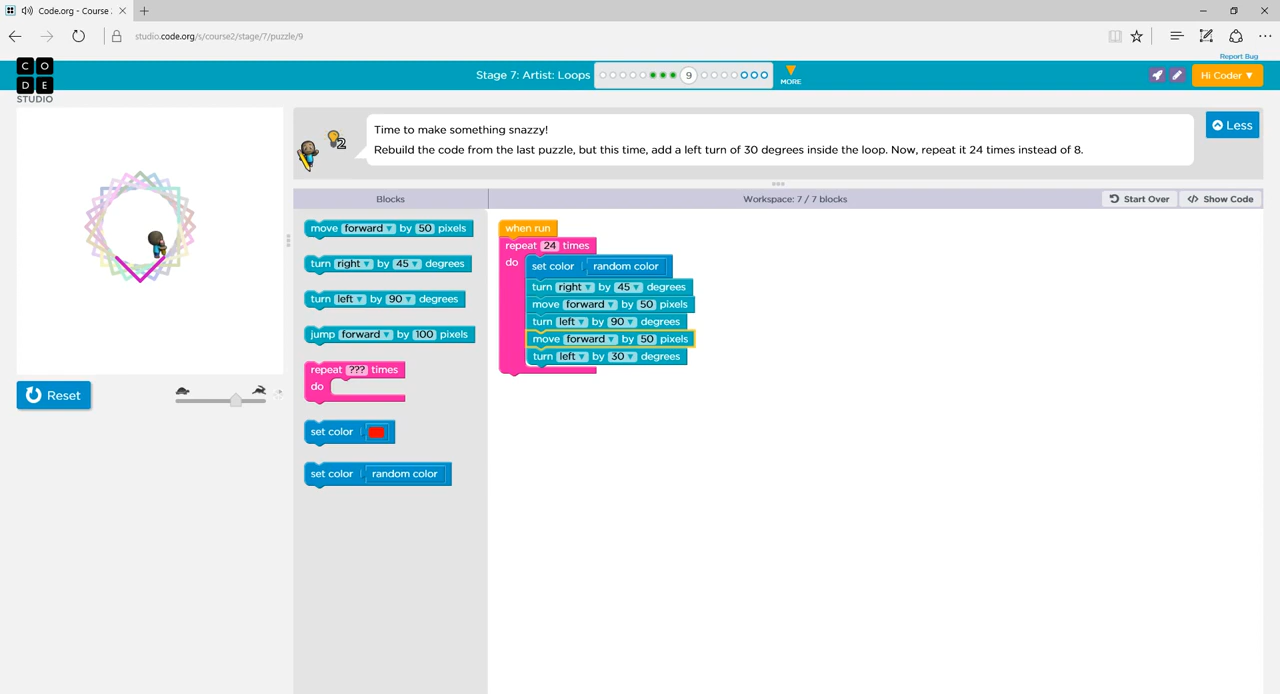 Code.org - Course
studio.code.org/s/course2/stage/7/puzzle/9
Report Bug
C O
D E
STUDIO
Stage 7: Artist: Loops
9
MORE
Hi Coder ▼
2
Time to make something snazzy!
Rebuild the code from the last puzzle, but this time, add a left turn of 30 degrees inside the loop. Now, repeat it 24 times instead of 8.
Less
Blocks
Workspace: 7 / 7 blocks
Start Over
</> Show Code
move forward by 50 pixels
turn right by 45 degrees
turn left by 90 degrees
jump forward by 100 pixels
repeat ??? times
do
set color
set color random color
when run
repeat 24 times
do
set color random color
turn right by 45 degrees
move forward by 50 pixels
turn left by 90 degrees
move forward by 50 pixels
turn left by 30 degrees
Reset